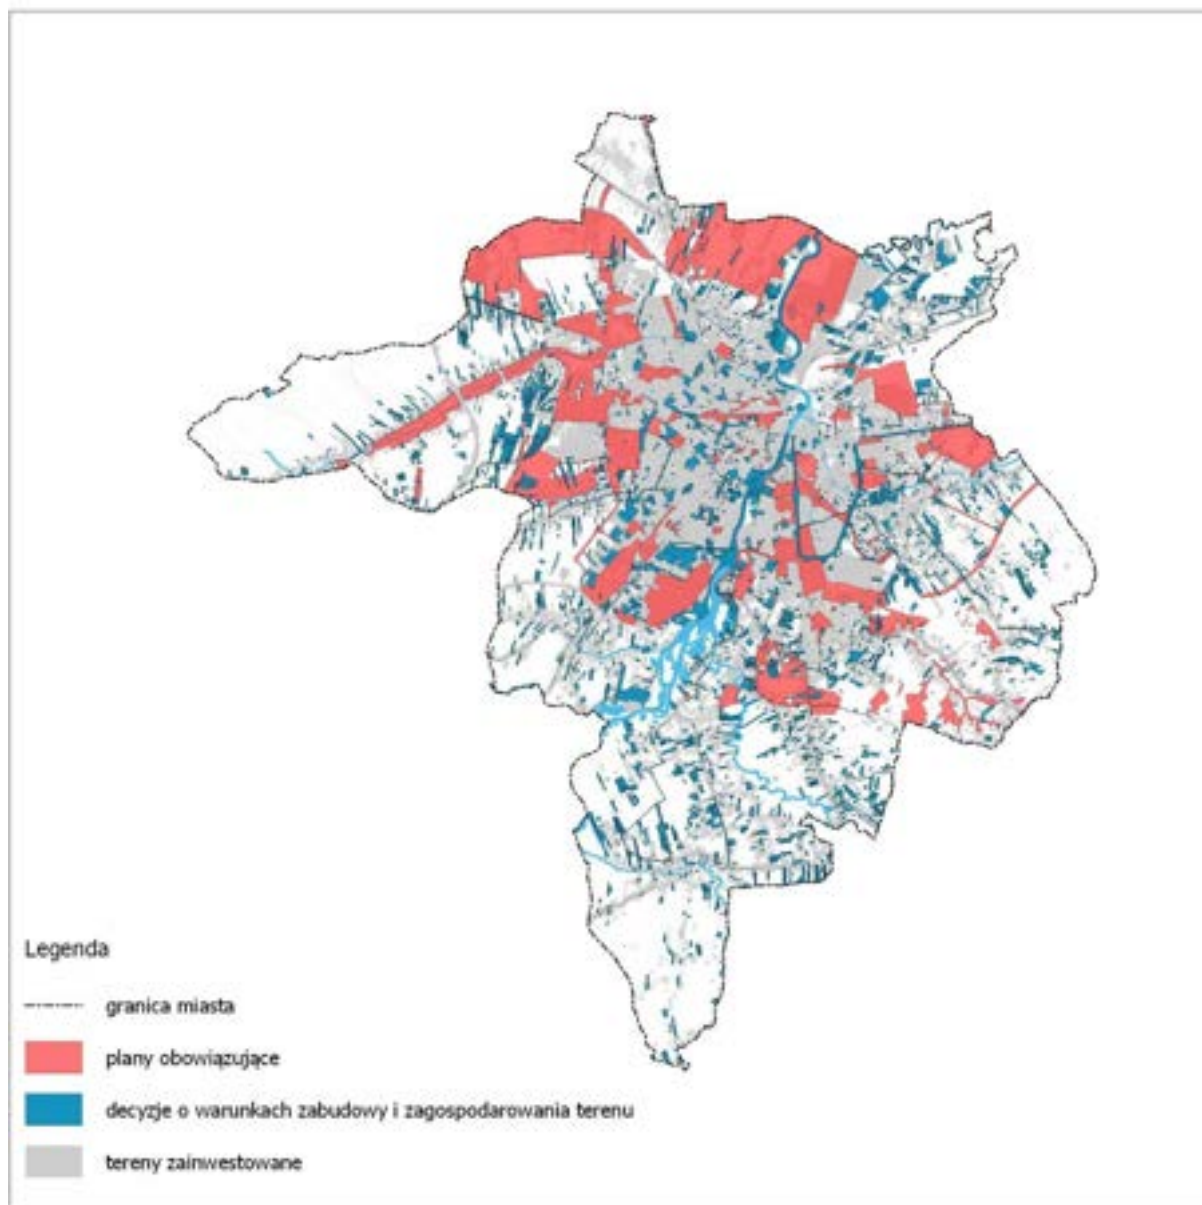 Legenda
granica miasta
plany obowiązujące
decyzje o warunkach zabudowy i zagospodarowania terenu
tereny zainwestowane